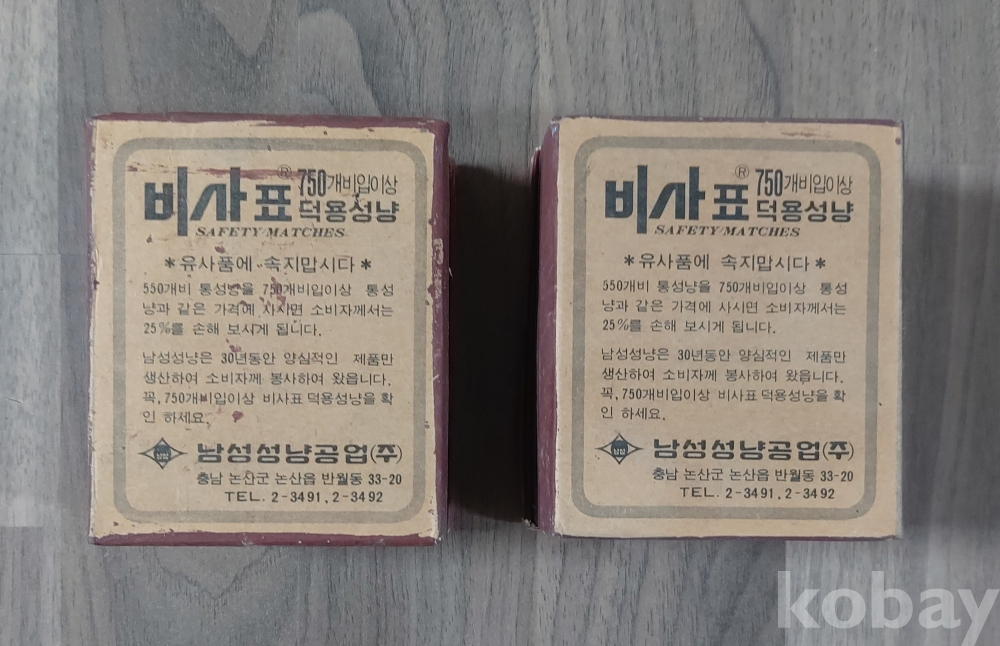 비사표® 750개비입이상
덕용성냥
SAFETY MATCHES
*유사품에 속지맙시다*
550개비 통성냥을 750개비입이상 통성
냥과 같은 가격에 사시면 소비자께서는
25%를 손해 보시게 됩니다.
남성성냥은 30년동안 양심적인 제품만
생산하여 소비자께 봉사하여 왔읍니다.
꼭, 750개비입이상 비사표 덕용성냥을 확
인 하세요.
남성 남성성냥공업(주)
충남 논산군 논산읍 반월동 33-20
TEL. 2-3491, 2-3492
비사표® 750개비입이상
덕용성냥
SAFETY MATCHES
*유사품에 속지맙시다*
550개비 통성냥을 750개비입이상 통성
냥과 같은 가격에 사시면 소비자께서는
25%를 손해 보시게 됩니다.
남성성냥은 30년동안 양심적인 제품만
생산하여 소비자께 봉사하여 왔읍니다.
꼭, 750개비입이상 비사표 덕용성냥을 확
인 하세요.
남성 남성성냥공업(주)
충남 논산군 논산읍 반월동 33-20
TEL. 2-3491, 2-3492
kobay